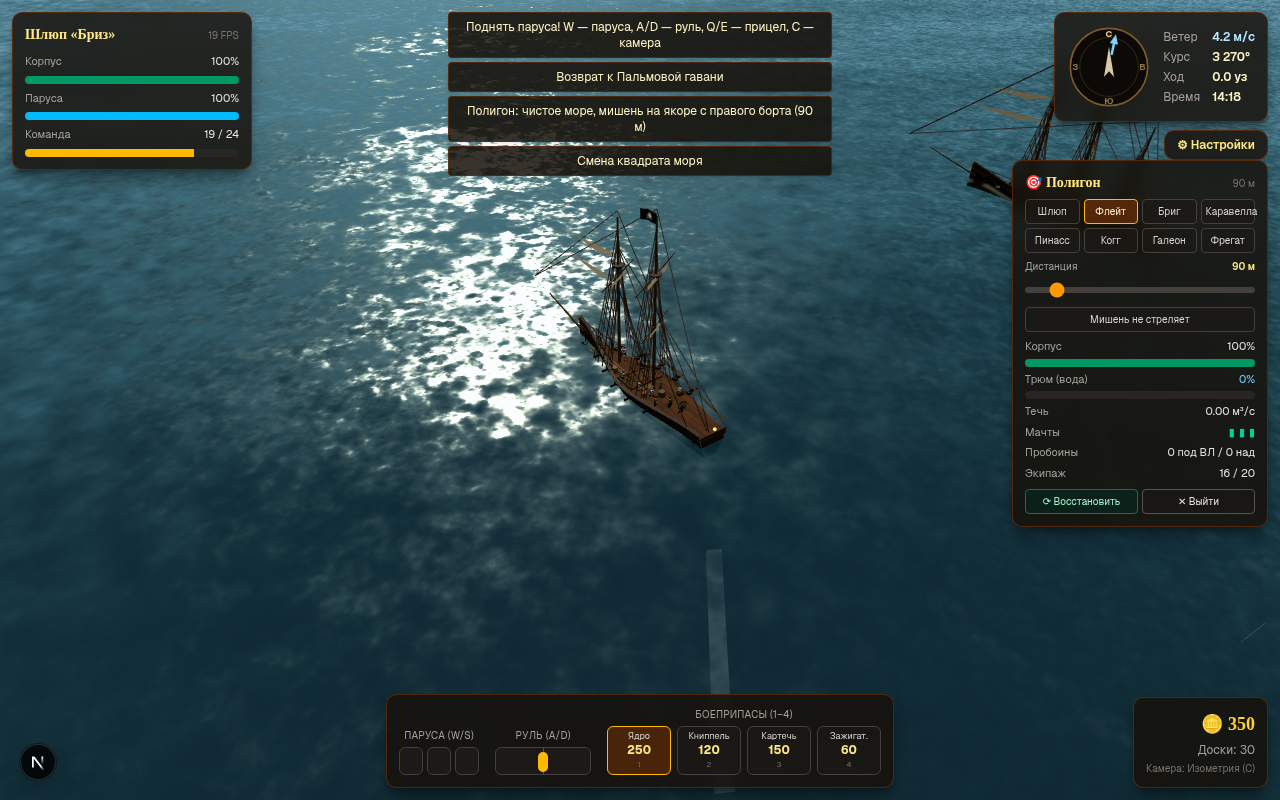 Шлюп «Бриз»
19 FPS
Корпус
100%
Паруса
100%
Команда
19 / 24
Поднять паруса! W — паруса, A/D — руль, Q/E — прицел, C —
камера
Возврат к Пальмовой гавани
Полигон: чистое море, мишень на якоре с правого борта (90
м)
Смена квадрата моря
С
З
В
Ю
Ветер
4.2 м/с
Курс
З 270°
Ход
0.0 уз
Время
14:18
⚙ Настройки
🎯 Полигон
90 м
Шлюп
Флейт
Бриг
Каравелла
Пинасс
Когг
Галеон
Фрегат
Дистанция
90 м
Мишень не стреляет
Корпус
100%
Трюм (вода)
0%
Течь
0.00 м³/с
Мачты
Пробоины
0 под ВЛ / 0 над
Экипаж
16 / 20
⟳ Восстановить
✕ Выйти
ПАРУСА (W/S)
РУЛЬ (A/D)
БОЕПРИПАСЫ (1–4)
Ядро
250
1
Книппель
120
2
Картечь
150
3
Зажигат.
60
4
N
🪙 350
Доски: 30
Камера: Изометрия (C)